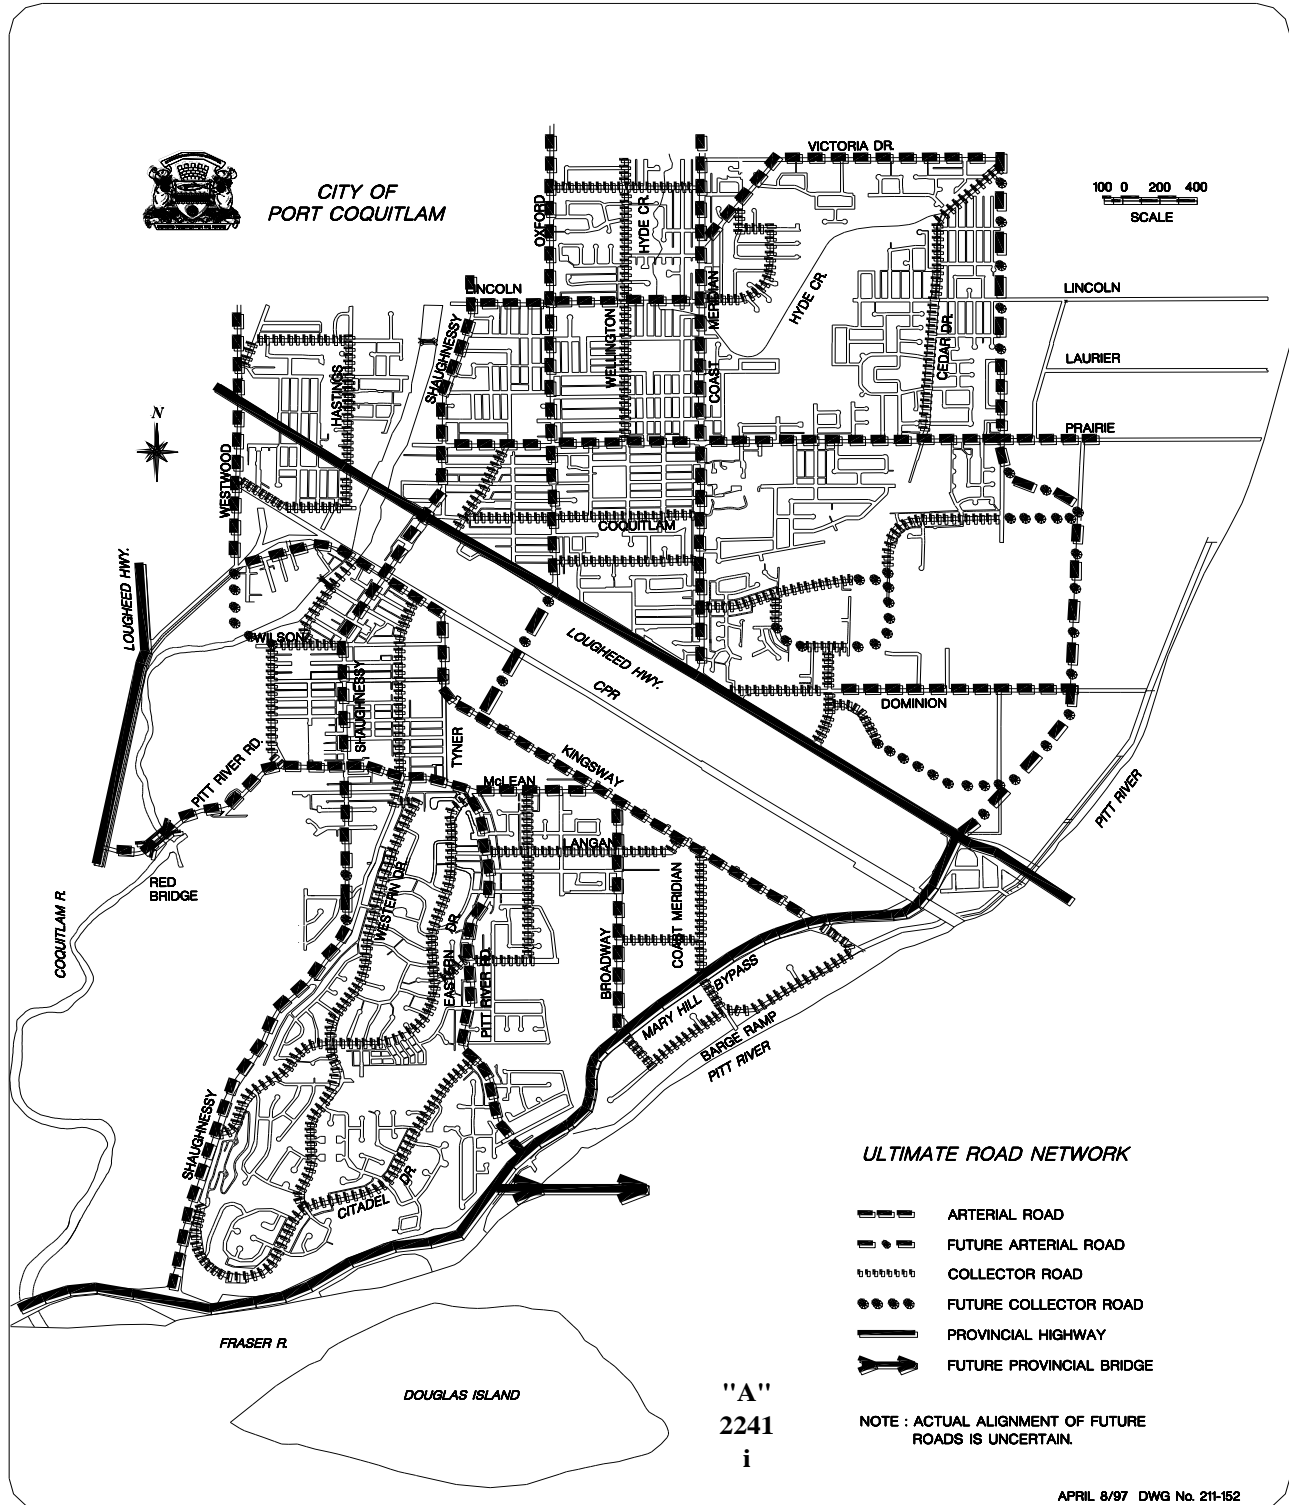 CITY OF
PORT COQUITLAM
VICTORIA DR.
100 0 200 400
SCALE
OXFORD
HYDE CR.
MERIDIAN
COAST
HYDE CR.
LINCOLN
LINCOLN
SHAUGHNESSY
WELLINGTON
CEDAR DR.
LAURIER
HASTINGS
N
PRAIRIE
WESTWOOD
COQUITLAM
LOUGHEED HWY.
WILSON
LOUGHEED HWY.
CPR
SHAUGHNESSY
DOMINION
TYNER
PITT RIVER RD.
KINGSWAY
McLEAN
PITT RIVER
LANGAN
RED
BRIDGE
WESTERN DR.
COQUITLAM R.
EASTERN DR.
PITT RIVER RD.
BROADWAY
COAST MERIDIAN
MARY HILL BYPASS
BARGE RAMP
PITT RIVER
SHAUGHNESSY
CITADEL DR.
ULTIMATE ROAD NETWORK
ARTERIAL ROAD
FUTURE ARTERIAL ROAD
COLLECTOR ROAD
FUTURE COLLECTOR ROAD
PROVINCIAL HIGHWAY
FUTURE PROVINCIAL BRIDGE
FRASER R.
DOUGLAS ISLAND
"A"
2241
i
NOTE : ACTUAL ALIGNMENT OF FUTURE
ROADS IS UNCERTAIN.
APRIL 8/97 DWG No. 211-152